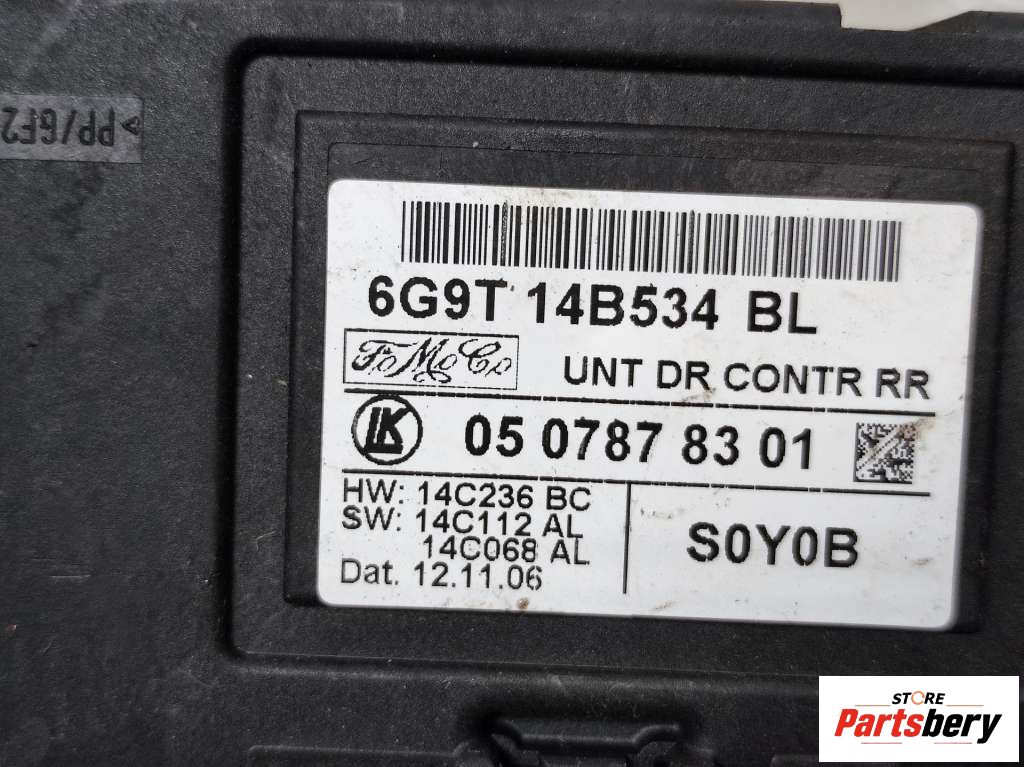 >PP/GF2
6G9T 14B534 BL
FoMoCo
UNT DR CONTR RR
LK
05 0787 83 01
HW: 14C236 BC
SW: 14C112 AL
14C068 AL
Dat. 12.11.06
S0Y0B
STORE
Partsbery